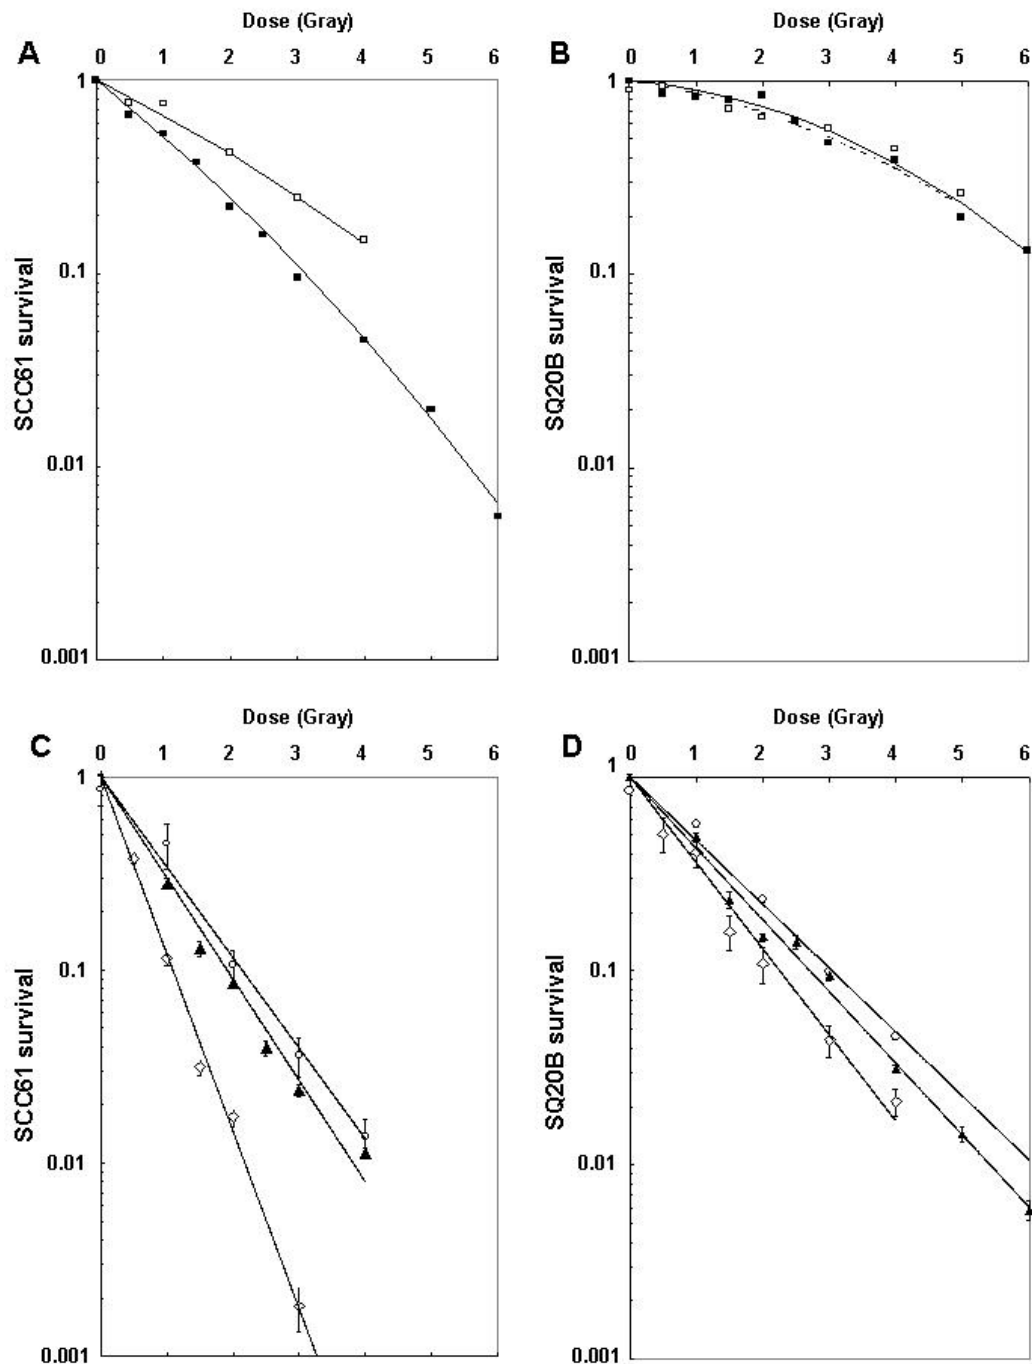 Dose (Gray)
A
0 1 2 3 4 5 6
1
0.1
0.01
0.001
SCC61 survival
Dose (Gray)
B
0 1 2 3 4 5 6
1
0.1
0.01
0.001
SQ20B survival
Dose (Gray)
C
0 1 2 3 4 5 6
1
0.1
0.01
0.001
SCC61 survival
Dose (Gray)
D
0 1 2 3 4 5 6
1
0.1
0.01
0.001
SQ20B survival